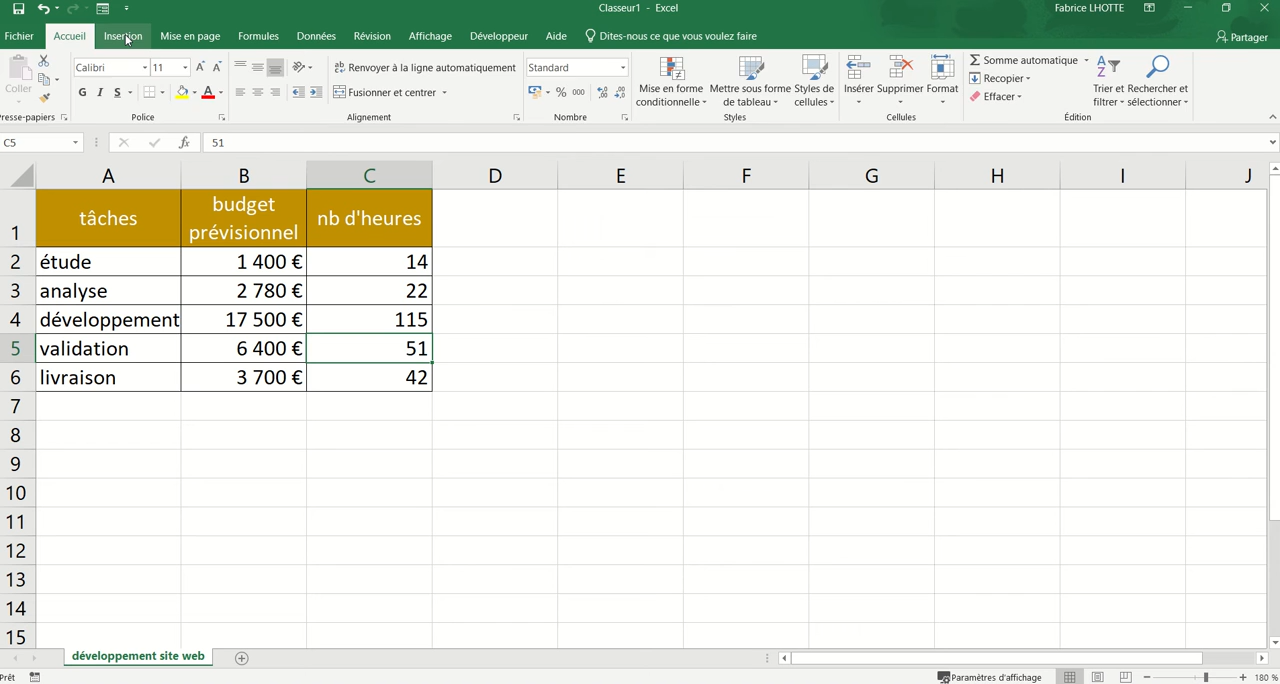 Classeur1 - Excel
Fabrice LHOTTE
Fichier Accueil Insertion Mise en page Formules Données Révision Affichage Développeur Aide Dites-nous ce que vous voulez faire Partager
Coller
Calibri 11
Renvoyer à la ligne automatiquement
Standard
G I S
Fusionner et centrer
% 000
Mise en forme conditionnelle
Mettre sous forme de tableau
Styles de cellules
Insérer Supprimer Format
Somme automatique
Recopier
Effacer
Trier et filtrer
Rechercher et sélectionner
Presse-papiers Police Alignement Nombre Styles Cellules Édition
C5 fx 51
A B C D E F G H I J
1 tâches budget prévisionnel nb d'heures
2 étude 1 400 € 14
3 analyse 2 780 € 22
4 développement 17 500 € 115
5 validation 6 400 € 51
6 livraison 3 700 € 42
7
8
9
10
11
12
13
14
15
développement site web
Prêt Paramètres d'affichage 180 %